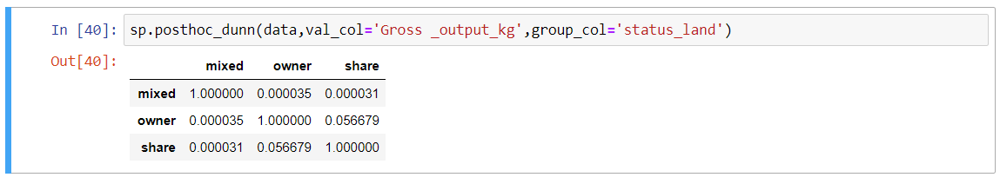 In [40]: sp.posthoc_dunn(data,val_col='Gross _output_kg',group_col='status_land')
Out[40]:
mixed owner share
mixed 1.000000 0.000035 0.000031
owner 0.000035 1.000000 0.056679
share 0.000031 0.056679 1.000000